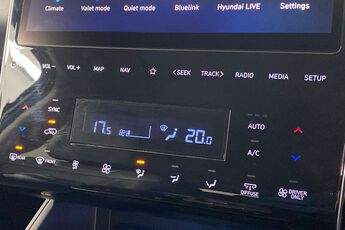 Climate Valet mode Quiet mode Bluelink Hyundai LIVE Settings
VOL- VOL+ MAP NAV ☆ <SEEK TRACK> RADIO MEDIA SETUP
SYNC
17.5 20.0
AUTO
A/C
REAR FRONT
DIFFUSE
DRIVER
ONLY